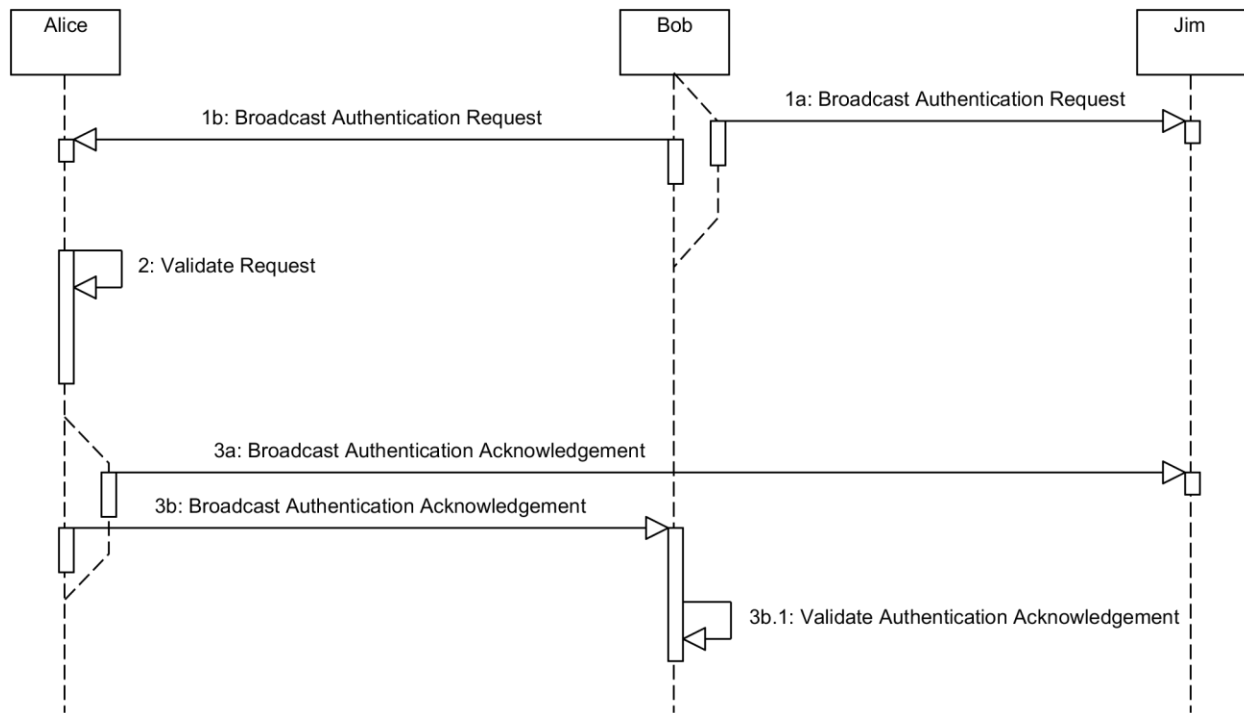 Alice
Bob
Jim
1a: Broadcast Authentication Request
1b: Broadcast Authentication Request
2: Validate Request
3a: Broadcast Authentication Acknowledgement
3b: Broadcast Authentication Acknowledgement
3b.1: Validate Authentication Acknowledgement